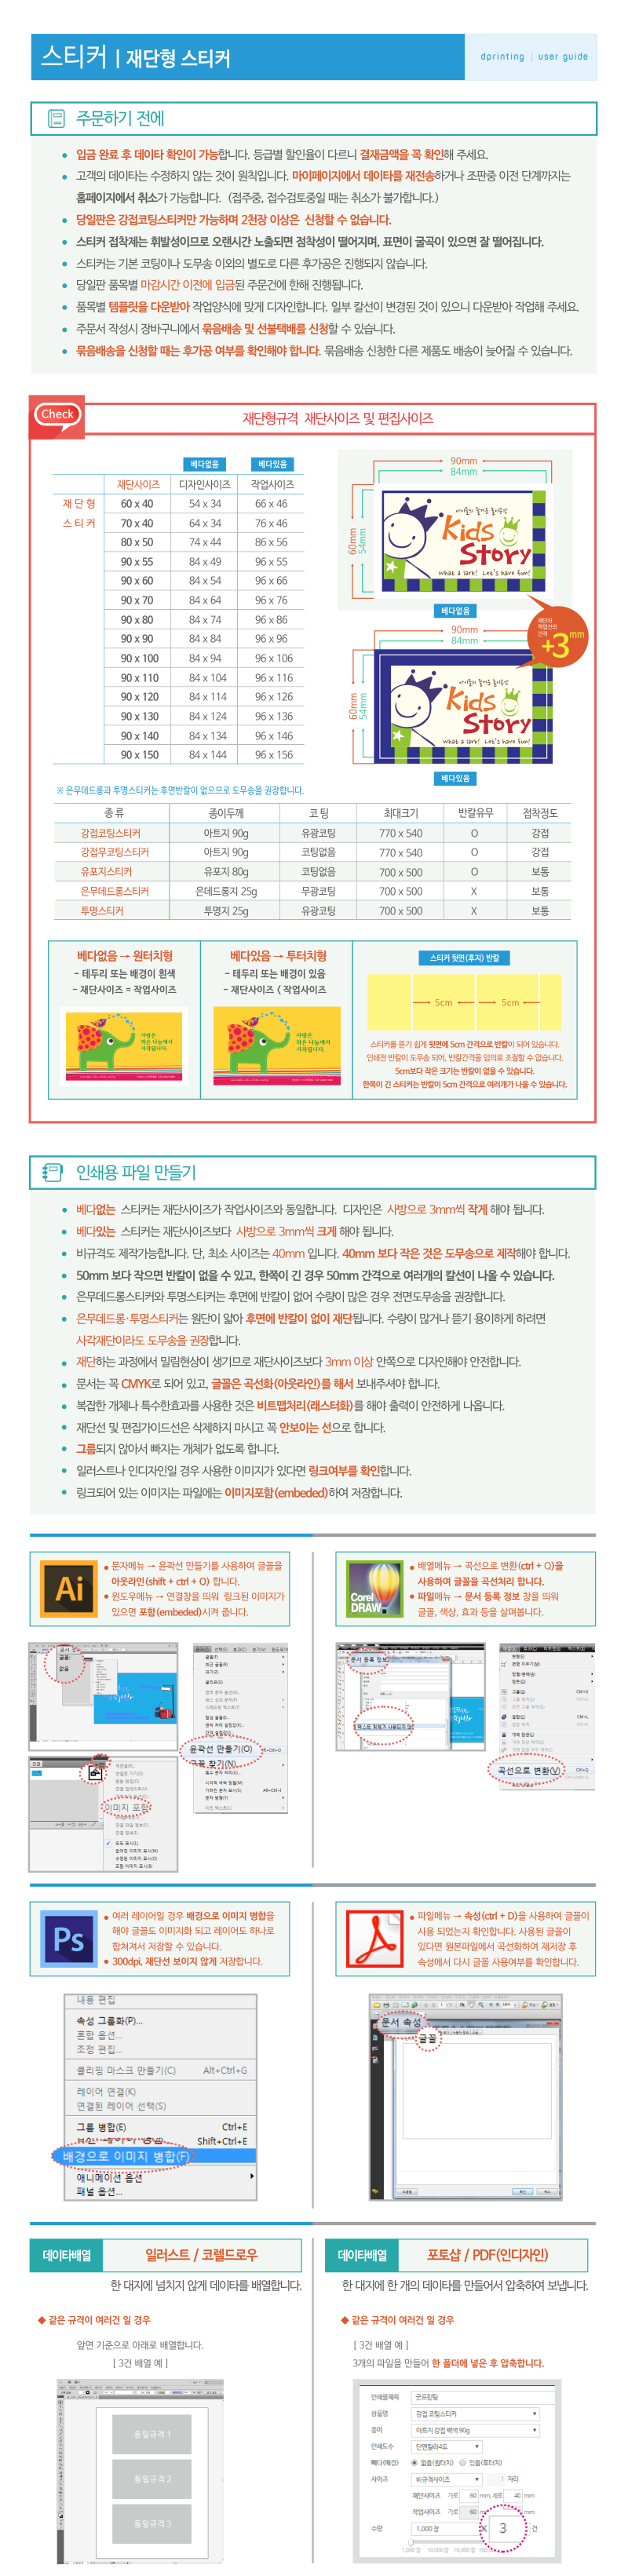 스티커 | 재단형 스티커
dprinting | user guide
주문하기 전에
입금 완료 후 데이타 확인이 가능합니다. 등급별 할인율이 다르니 결재금액을 꼭 확인해 주세요.
고객의 데이타는 수정하지 않는 것이 원칙입니다. 마이페이지에서 데이타를 재전송하거나 조판중 이전 단계까지는
홈페이지에서 취소가 가능합니다. (접주중, 접수검토중일 때는 취소가 불가합니다.)
당일판은 강접코팅스티커만 가능하며 2천장 이상은 신청할 수 없습니다.
스티커 접착제는 휘발성이므로 오랜시간 노출되면 점착성이 떨어지며, 표면이 굴곡이 있으면 잘 떨어집니다.
스티커는 기본 코팅이나 도무송 이외의 별도로 다른 후가공은 진행되지 않습니다.
당일판 품목별 마감시간 이전에 입금된 주문건에 한해 진행됩니다.
품목별 템플릿을 다운받아 작업양식에 맞게 디자인합니다. 일부 칼선이 변경된 것이 있으니 다운받아 작업해 주세요.
주문서 작성시 장바구니에서 묶음배송 및 선불택배를 신청할 수 있습니다.
묶음배송을 신청할 때는 후가공 여부를 확인해야 합니다. 묶음배송 신청한 다른 제품도 배송이 늦어질 수 있습니다.
Check
재단형규격 재단사이즈 및 편집사이즈
베다없음 베다있음
재단사이즈 디자인사이즈 작업사이즈
재단형 60 x 40 54 x 34 66 x 46
스티커 70 x 40 64 x 34 76 x 46
80 x 50 74 x 44 86 x 56
90 x 55 84 x 49 96 x 55
90 x 60 84 x 54 96 x 66
90 x 70 84 x 64 96 x 76
90 x 80 84 x 74 96 x 86
90 x 90 84 x 84 96 x 96
90 x 100 84 x 94 96 x 106
90 x 110 84 x 104 96 x 116
90 x 120 84 x 114 96 x 126
90 x 130 84 x 124 96 x 136
90 x 140 84 x 134 96 x 146
90 x 150 84 x 144 96 x 156
90mm
84mm
60mm
54mm
Kids
Story
what a lark! Let's have fun!
베다없음
재단과
작업선의
간격
+3mm
90mm
84mm
60mm
54mm
Kids
Story
what a lark! Let's have fun!
베다있음
※ 은무데드롱과 투명스티커는 후면반칼이 없으므로 도무송을 권장합니다.
종류 종이두께 코팅 최대크기 반칼유무 접착정도
강접코팅스티커 아트지 90g 유광코팅 770 x 540 O 강접
강접무코팅스티커 아트지 90g 코팅없음 770 x 540 O 강접
유포지스티커 유포지 80g 코팅없음 700 x 500 O 보통
은무데드롱스티커 은데드롱지 25g 무광코팅 700 x 500 X 보통
투명스티커 투명지 25g 유광코팅 700 x 500 X 보통
베다없음 → 원터치형
- 테두리 또는 배경이 흰색
- 재단사이즈 = 작업사이즈
사랑은
작은 나눔에서
시작됩니다.
베다있음 → 투터치형
- 테두리 또는 배경이 있음
- 재단사이즈 < 작업사이즈
사랑은
작은 나눔에서
시작됩니다.
스티커 뒷면(후지) 반칼
5cm 5cm
스티커를 뜯기 쉽게 뒷면에 5cm 간격으로 반칼이 되어 있습니다.
인쇄전 반칼이 도무송 되어, 반칼간격을 임의로 조절할 수 없습니다.
5cm보다 작은 크기는 반칼이 없을 수 있습니다.
한쪽이 긴 스티커는 반칼이 5cm 간격으로 여러개가 나올 수 있습니다.
인쇄용 파일 만들기
베다없는 스티커는 재단사이즈가 작업사이즈와 동일합니다. 디자인은 사방으로 3mm씩 작게 해야 됩니다.
베다있는 스티커는 재단사이즈보다 사방으로 3mm씩 크게 해야 됩니다.
비규격도 제작가능합니다. 단, 최소 사이즈는 40mm 입니다. 40mm 보다 작은 것은 도무송으로 제작해야 합니다.
50mm 보다 작으면 반칼이 없을 수 있고, 한쪽이 긴 경우 50mm 간격으로 여러개의 칼선이 나올 수 있습니다.
은무데드롱스티커와 투명스티커는 후면에 반칼이 없어 수량이 많은 경우 전면도무송을 권장합니다.
은무데드롱·투명스티커는 원단이 얇아 후면에 반칼이 없이 재단됩니다. 수량이 많거나 뜯기 용이하게 하려면
사각재단이라도 도무송을 권장합니다.
재단하는 과정에서 밀림현상이 생기므로 재단사이즈보다 3mm 이상 안쪽으로 디자인해야 안전합니다.
문서는 꼭 CMYK로 되어 있고, 글꼴은 곡선화(아웃라인)를 해서 보내주셔야 합니다.
복잡한 개체나 특수한효과를 사용한 것은 비트맵처리(래스터화)를 해야 출력이 안전하게 나옵니다.
재단선 및 편집가이드선은 삭제하지 마시고 꼭 안보이는 선으로 합니다.
그룹되지 않아서 빠지는 개체가 없도록 합니다.
일러스트나 인디자인일 경우 사용한 이미지가 있다면 링크여부를 확인합니다.
링크되어 있는 이미지는 파일에는 이미지포함(embeded)하여 저장합니다.
Ai
문자메뉴 → 윤곽선 만들기를 사용하여 글꼴을
아웃라인(shift + ctrl + O) 합니다.
윈도우메뉴 → 연결창을 띄워 링크된 이미지가
있으면 포함(embeded)시켜 줍니다.
Corel
DRAW
배열메뉴 → 곡선으로 변환(ctrl + Q)을
사용하여 글꼴을 곡선처리 합니다.
파일메뉴 → 문서 등록 정보 창을 띄워
글꼴, 색상, 효과 등을 살펴봅니다.
윤곽선 만들기(O)
이미지 포함
문서 등록 정보
곡선으로 변환(V)
Ps
여러 레이어일 경우 배경으로 이미지 병합을
해야 글꼴도 이미지화 되고 레이어도 하나로
합쳐져서 저장할 수 있습니다.
300dpi, 재단선 보이지 않게 저장합니다.
파일메뉴 → 속성(ctrl + D)을 사용하여 글꼴이
사용 되었는지 확인합니다. 사용된 글꼴이
있다면 원본파일에서 곡선화하여 재저장 후
속성에서 다시 글꼴 사용여부를 확인합니다.
내용 편집
속성 그룹화(P)...
혼합 옵션...
조정 편집...
클리핑 마스크 만들기(C) Alt+Ctrl+G
레이어 연결(K)
연결된 레이어 선택(S)
그룹 병합(E) Ctrl+E
Shift+Ctrl+E
배경으로 이미지 병합(F)
애니메이션 옵션
패널 옵션...
문서 속성
글꼴
데이타배열 일러스트 / 코렐드로우
한 대지에 넘치지 않게 데이타를 배열합니다.
◆ 같은 규격이 여러건 일 경우
앞면 기준으로 아래로 배열합니다.
[ 3건 배열 예 ]
동일규격 1
동일규격 2
동일규격 3
데이타배열 포토샵 / PDF(인디자인)
한 대지에 한 개의 데이타를 만들어서 압축하여 보냅니다.
◆ 같은 규격이 여러건 일 경우
[ 3건 배열 예 ]
3개의 파일을 만들어 한 폴더에 넣은 후 압축합니다.
인쇄물제목 굿프린팅
상품명 강접 코팅스티커
종이 아트지 강접 백색 90g
인쇄도수 단면칼라4도
빼다(배경) 없음(원터치) 있음(투터치)
사이즈 비규격사이즈 1 자리
재단사이즈 가로 60 mm, 세로 40 mm
작업사이즈 가로 60 mm
수량 1,000 장 X 3 건